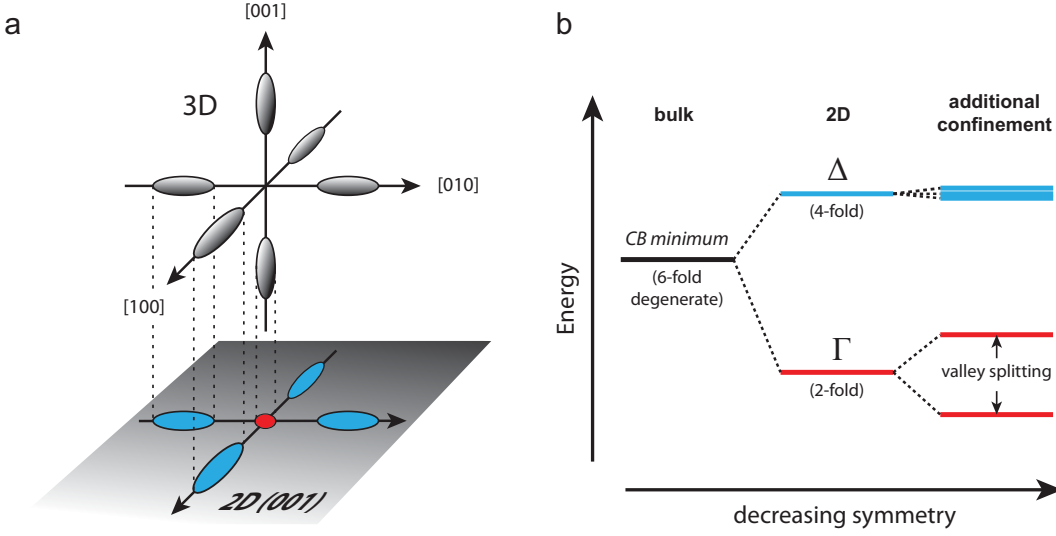 a
[001]
3D
[010]
[100]
2D (001)
b
Energy
bulk
2D
additional
confinement
CB minimum
(6-fold
degenerate)
Δ
(4-fold)
Γ
(2-fold)
valley splitting
decreasing symmetry